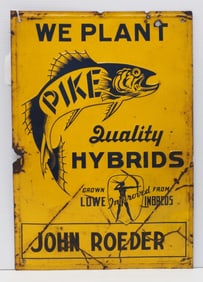 WE PLANT
PIKE
Quality
HYBRIDS
GROWN Improved FROM
LOWE INBREDS
JOHN ROEDER